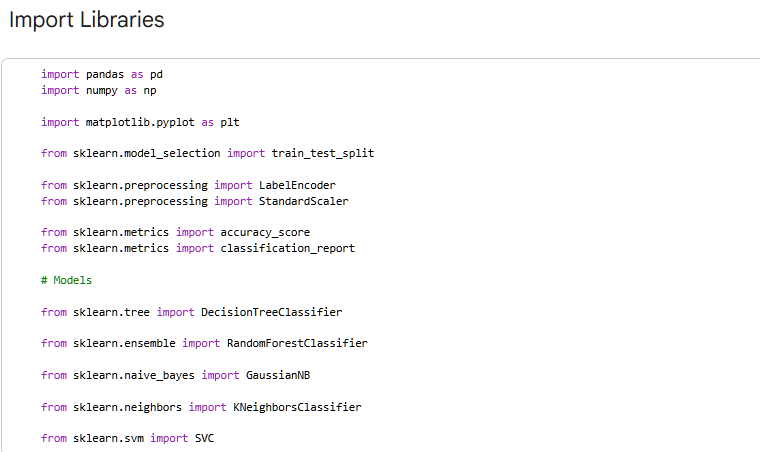 Import Libraries
import pandas as pd
import numpy as np
import matplotlib.pyplot as plt
from sklearn.model_selection import train_test_split
from sklearn.preprocessing import LabelEncoder
from sklearn.preprocessing import StandardScaler
from sklearn.metrics import accuracy_score
from sklearn.metrics import classification_report
# Models
from sklearn.tree import DecisionTreeClassifier
from sklearn.ensemble import RandomForestClassifier
from sklearn.naive_bayes import GaussianNB
from sklearn.neighbors import KNeighborsClassifier
from sklearn.svm import SVC